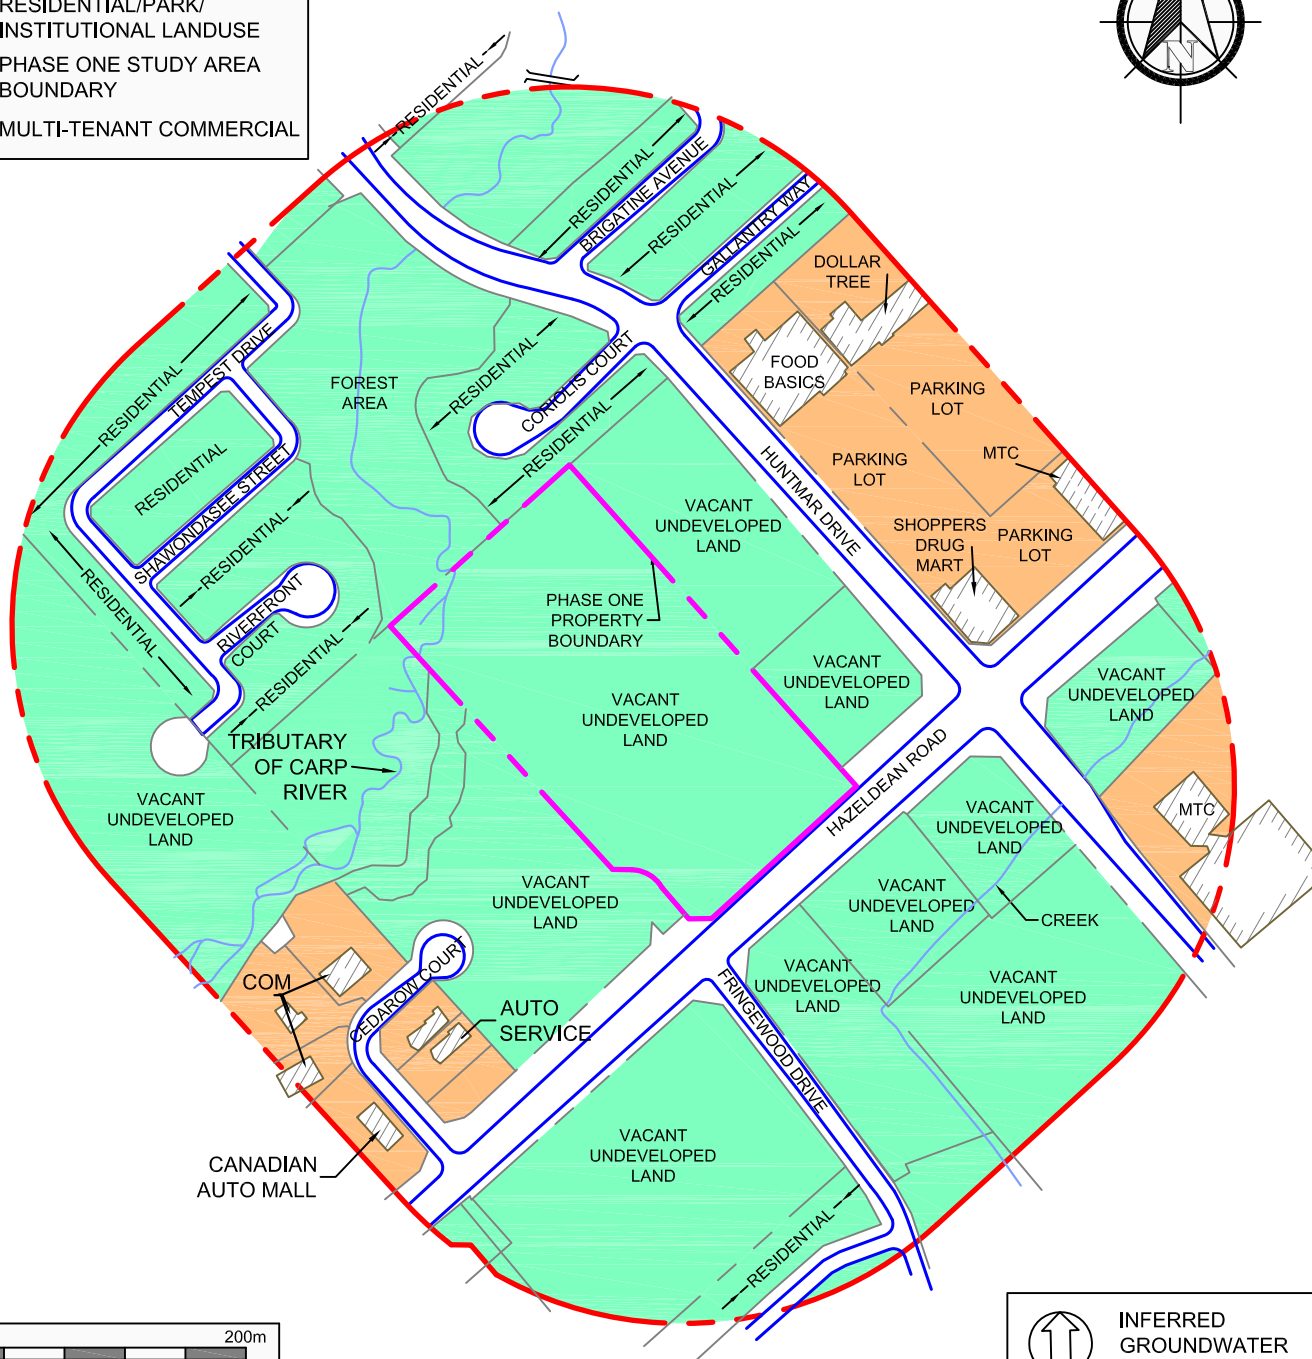 RESIDENTIAL/PARK/
INSTITUTIONAL LANDUSE
PHASE ONE STUDY AREA
BOUNDARY
MULTI-TENANT COMMERCIAL
N
RESIDENTIAL
RESIDENTIAL
BRIGATINE AVENUE
RESIDENTIAL
GALLANTRY WAY
RESIDENTIAL
DOLLAR
TREE
FOOD
BASICS
PARKING
LOT
PARKING
LOT
MTC
SHOPPERS
DRUG
MART
PARKING
LOT
HUNTMAR DRIVE
FOREST
AREA
RESIDENTIAL
CORIOLIS COURT
RESIDENTIAL
RESIDENTIAL
TEMPEST DRIVE
RESIDENTIAL
SHAWONDASEE STREET
RESIDENTIAL
RESIDENTIAL
RIVERFRONT
COURT
RESIDENTIAL
VACANT
UNDEVELOPED
LAND
PHASE ONE
PROPERTY
BOUNDARY
VACANT
UNDEVELOPED
LAND
VACANT
UNDEVELOPED
LAND
VACANT
UNDEVELOPED
LAND
TRIBUTARY
OF CARP
RIVER
VACANT
UNDEVELOPED
LAND
HAZELDEAN ROAD
MTC
VACANT
UNDEVELOPED
LAND
VACANT
UNDEVELOPED
LAND
VACANT
UNDEVELOPED
LAND
CREEK
VACANT
UNDEVELOPED
LAND
VACANT
UNDEVELOPED
LAND
COM
CEDAROW COURT
AUTO
SERVICE
FRINGEWOOD DRIVE
CANADIAN
AUTO MALL
VACANT
UNDEVELOPED
LAND
RESIDENTIAL
200m
INFERRED
GROUNDWATER